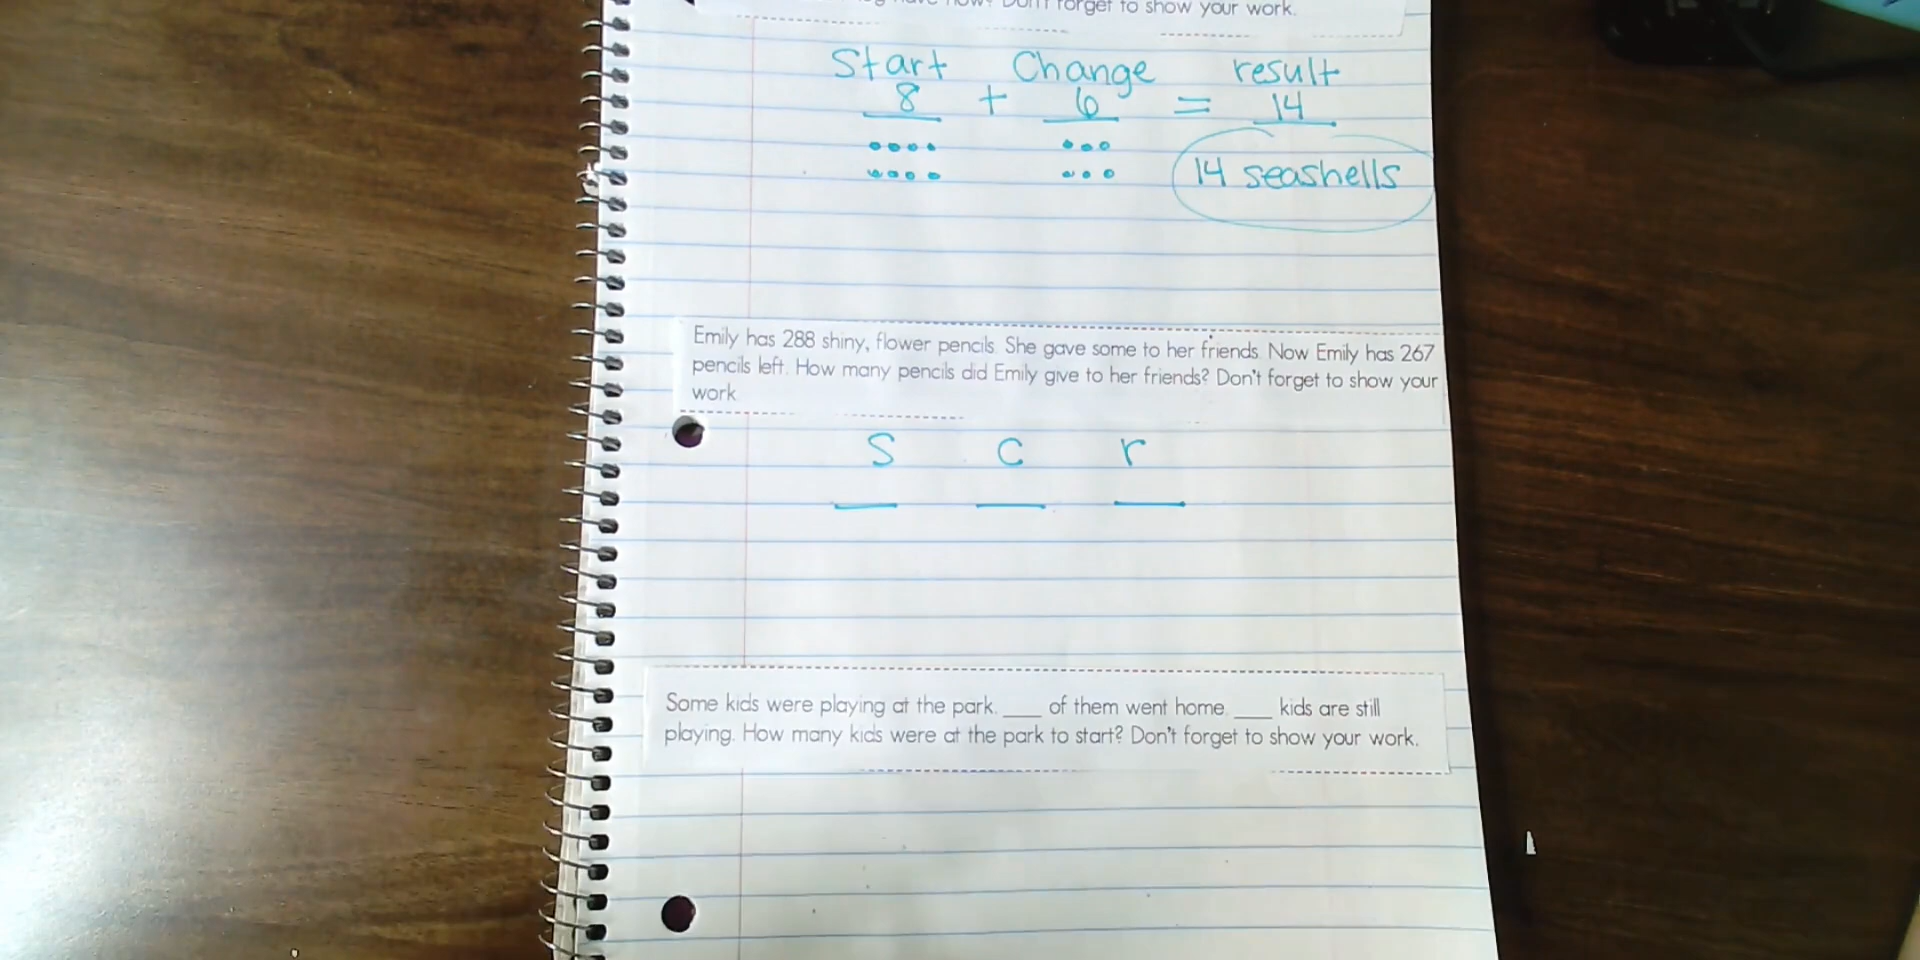 have now? Don't forget to show your work.
Start Change result
8 + 6 = 14
14 seashells
Emily has 288 shiny, flower pencils. She gave some to her friends. Now Emily has 267
pencils left. How many pencils did Emily give to her friends? Don't forget to show your
work
S C r
Some kids were playing at the park. ___ of them went home. ___ kids are still
playing. How many kids were at the park to start? Don't forget to show your work.